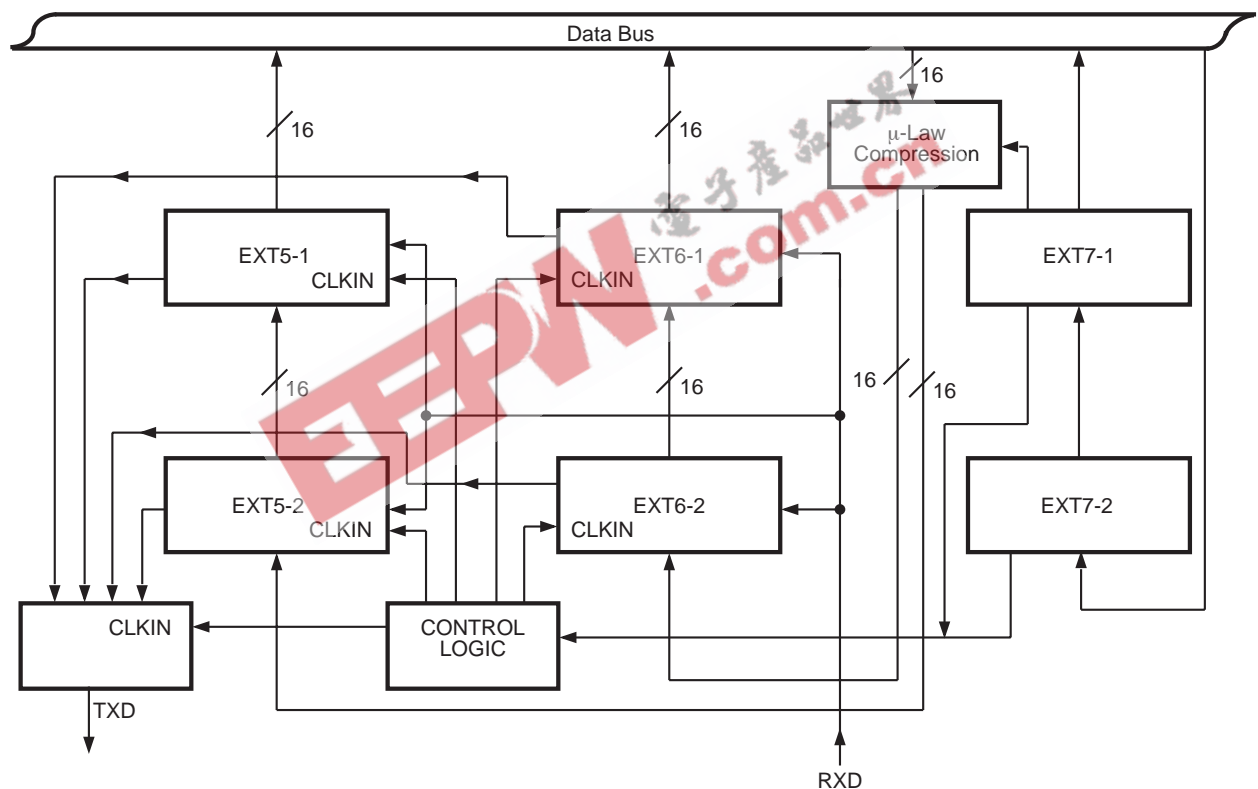 Data Bus
16
16
16
μ-Law
Compression
EXT5-1
CLKIN
EXT6-1
CLKIN
EXT7-1
電子產品世界
EEPW.com.cn
16
16
16
16
EXT5-2
CLKIN
EXT6-2
CLKIN
EXT7-2
CLKIN
CONTROL
LOGIC
TXD
RXD